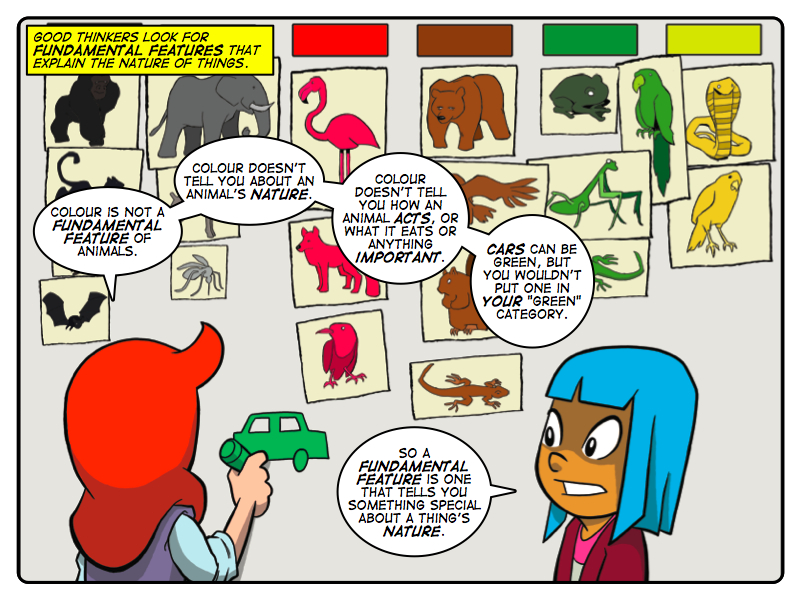 GOOD THINKERS LOOK FOR
FUNDAMENTAL FEATURES THAT
EXPLAIN THE NATURE OF THINGS.
COLOUR IS NOT A
FUNDAMENTAL
FEATURE OF
ANIMALS.
COLOUR DOESN'T
TELL YOU ABOUT AN
ANIMAL'S NATURE.
COLOUR
DOESN'T TELL
YOU HOW AN
ANIMAL ACTS, OR
WHAT IT EATS OR
ANYTHING
IMPORTANT.
CARS CAN BE
GREEN, BUT
YOU WOULDN'T
PUT ONE IN
YOUR "GREEN"
CATEGORY.
SO A
FUNDAMENTAL
FEATURE IS ONE
THAT TELLS YOU
SOMETHING SPECIAL
ABOUT A THING'S
NATURE.